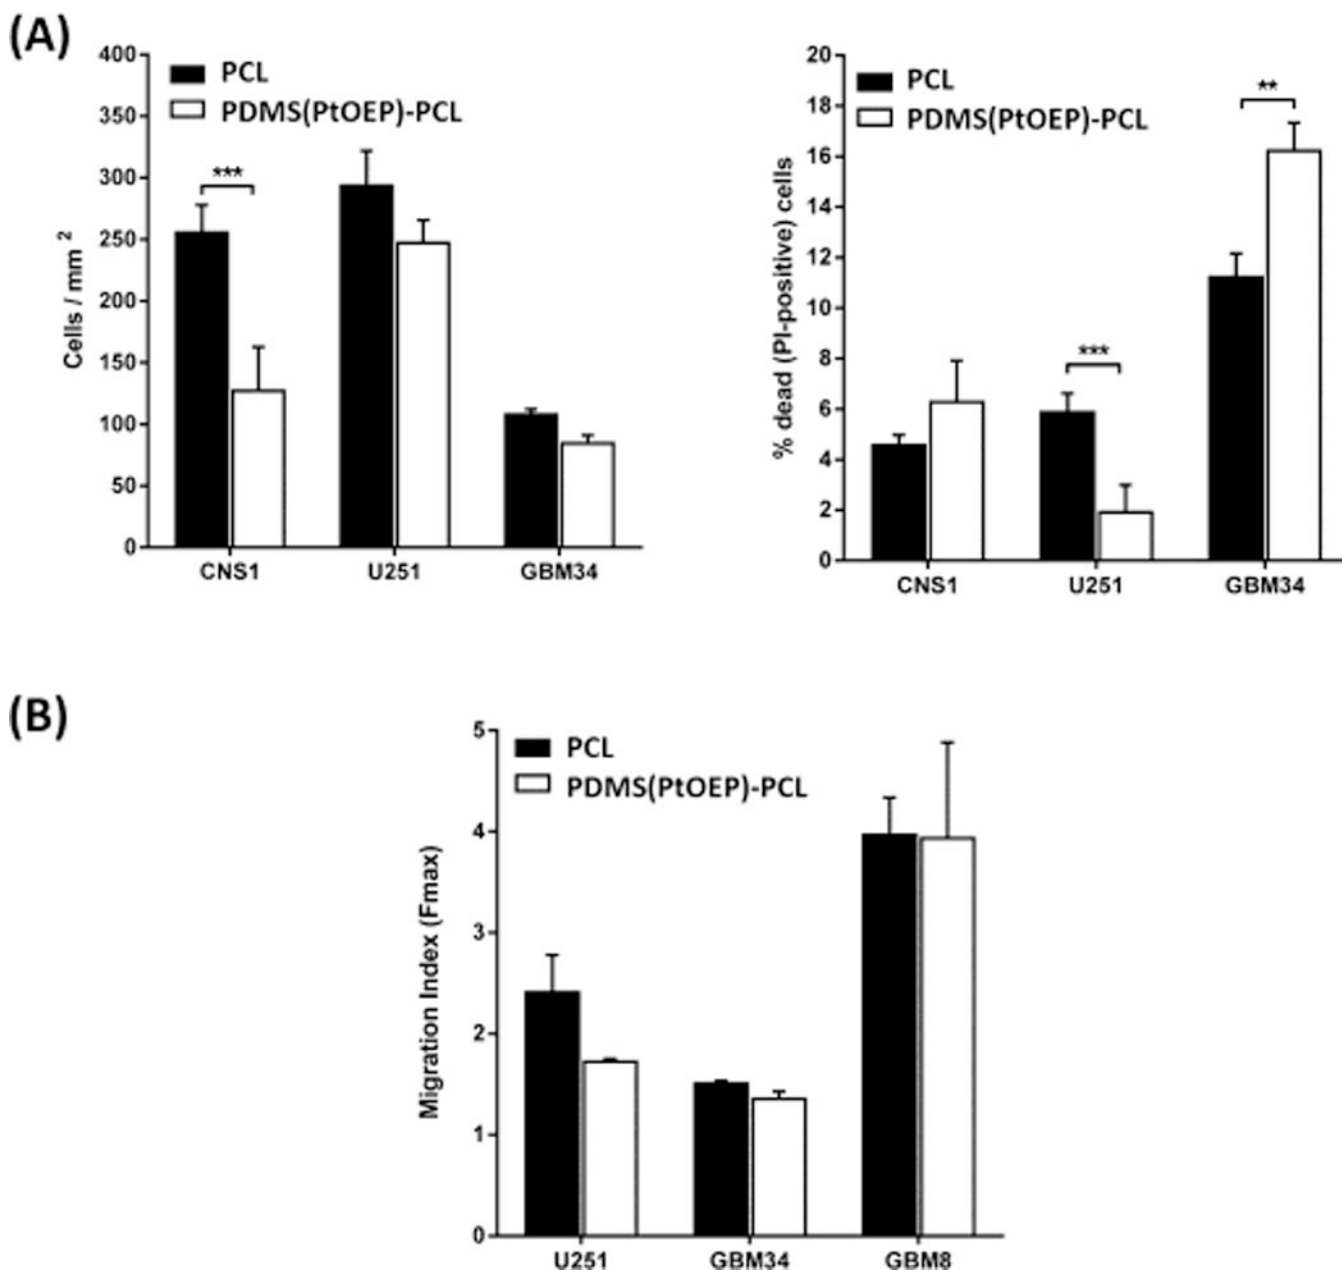 (A)
400
350
300
250
200
150
100
50
0
Cells / mm 2
PCL
PDMS(PtOEP)-PCL
***
CNS1
U251
GBM34
20
18
16
14
12
10
8
6
4
2
0
% dead (PI-positive) cells
PCL
PDMS(PtOEP)-PCL
***
**
CNS1
U251
GBM34
(B)
5
4
3
2
1
0
Migration Index (Fmax)
PCL
PDMS(PtOEP)-PCL
U251
GBM34
GBM8